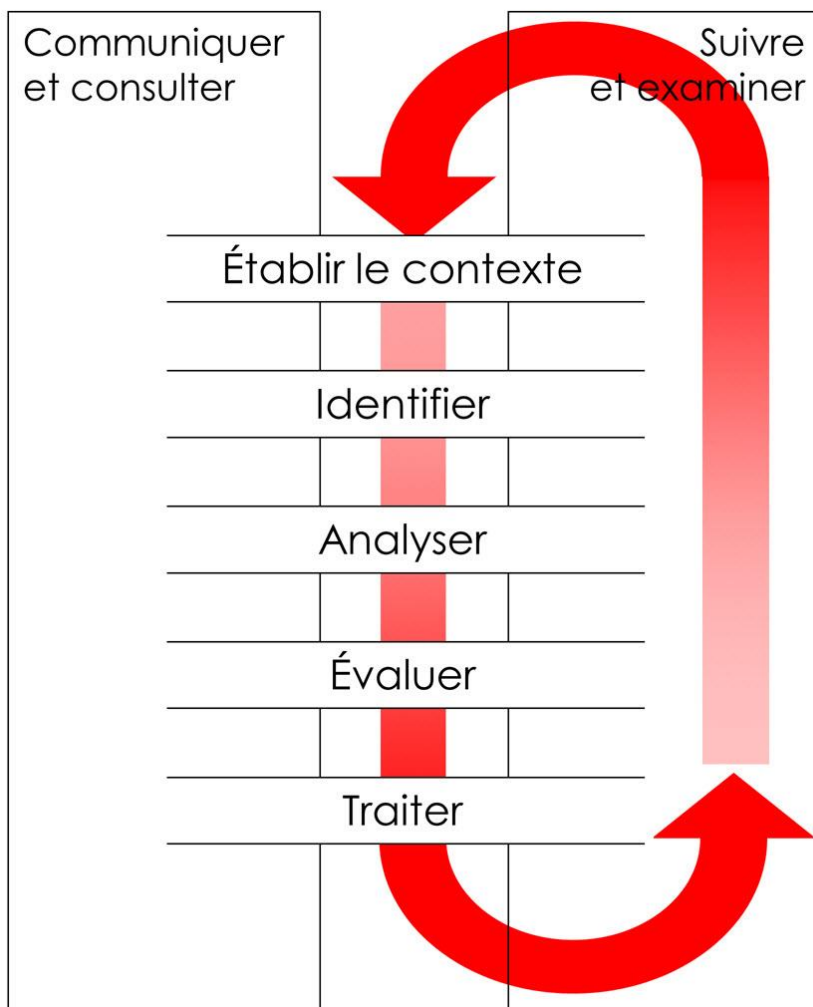 Communiquer
et consulter
Suivre
et examiner
Établir le contexte
Identifier
Analyser
Évaluer
Traiter